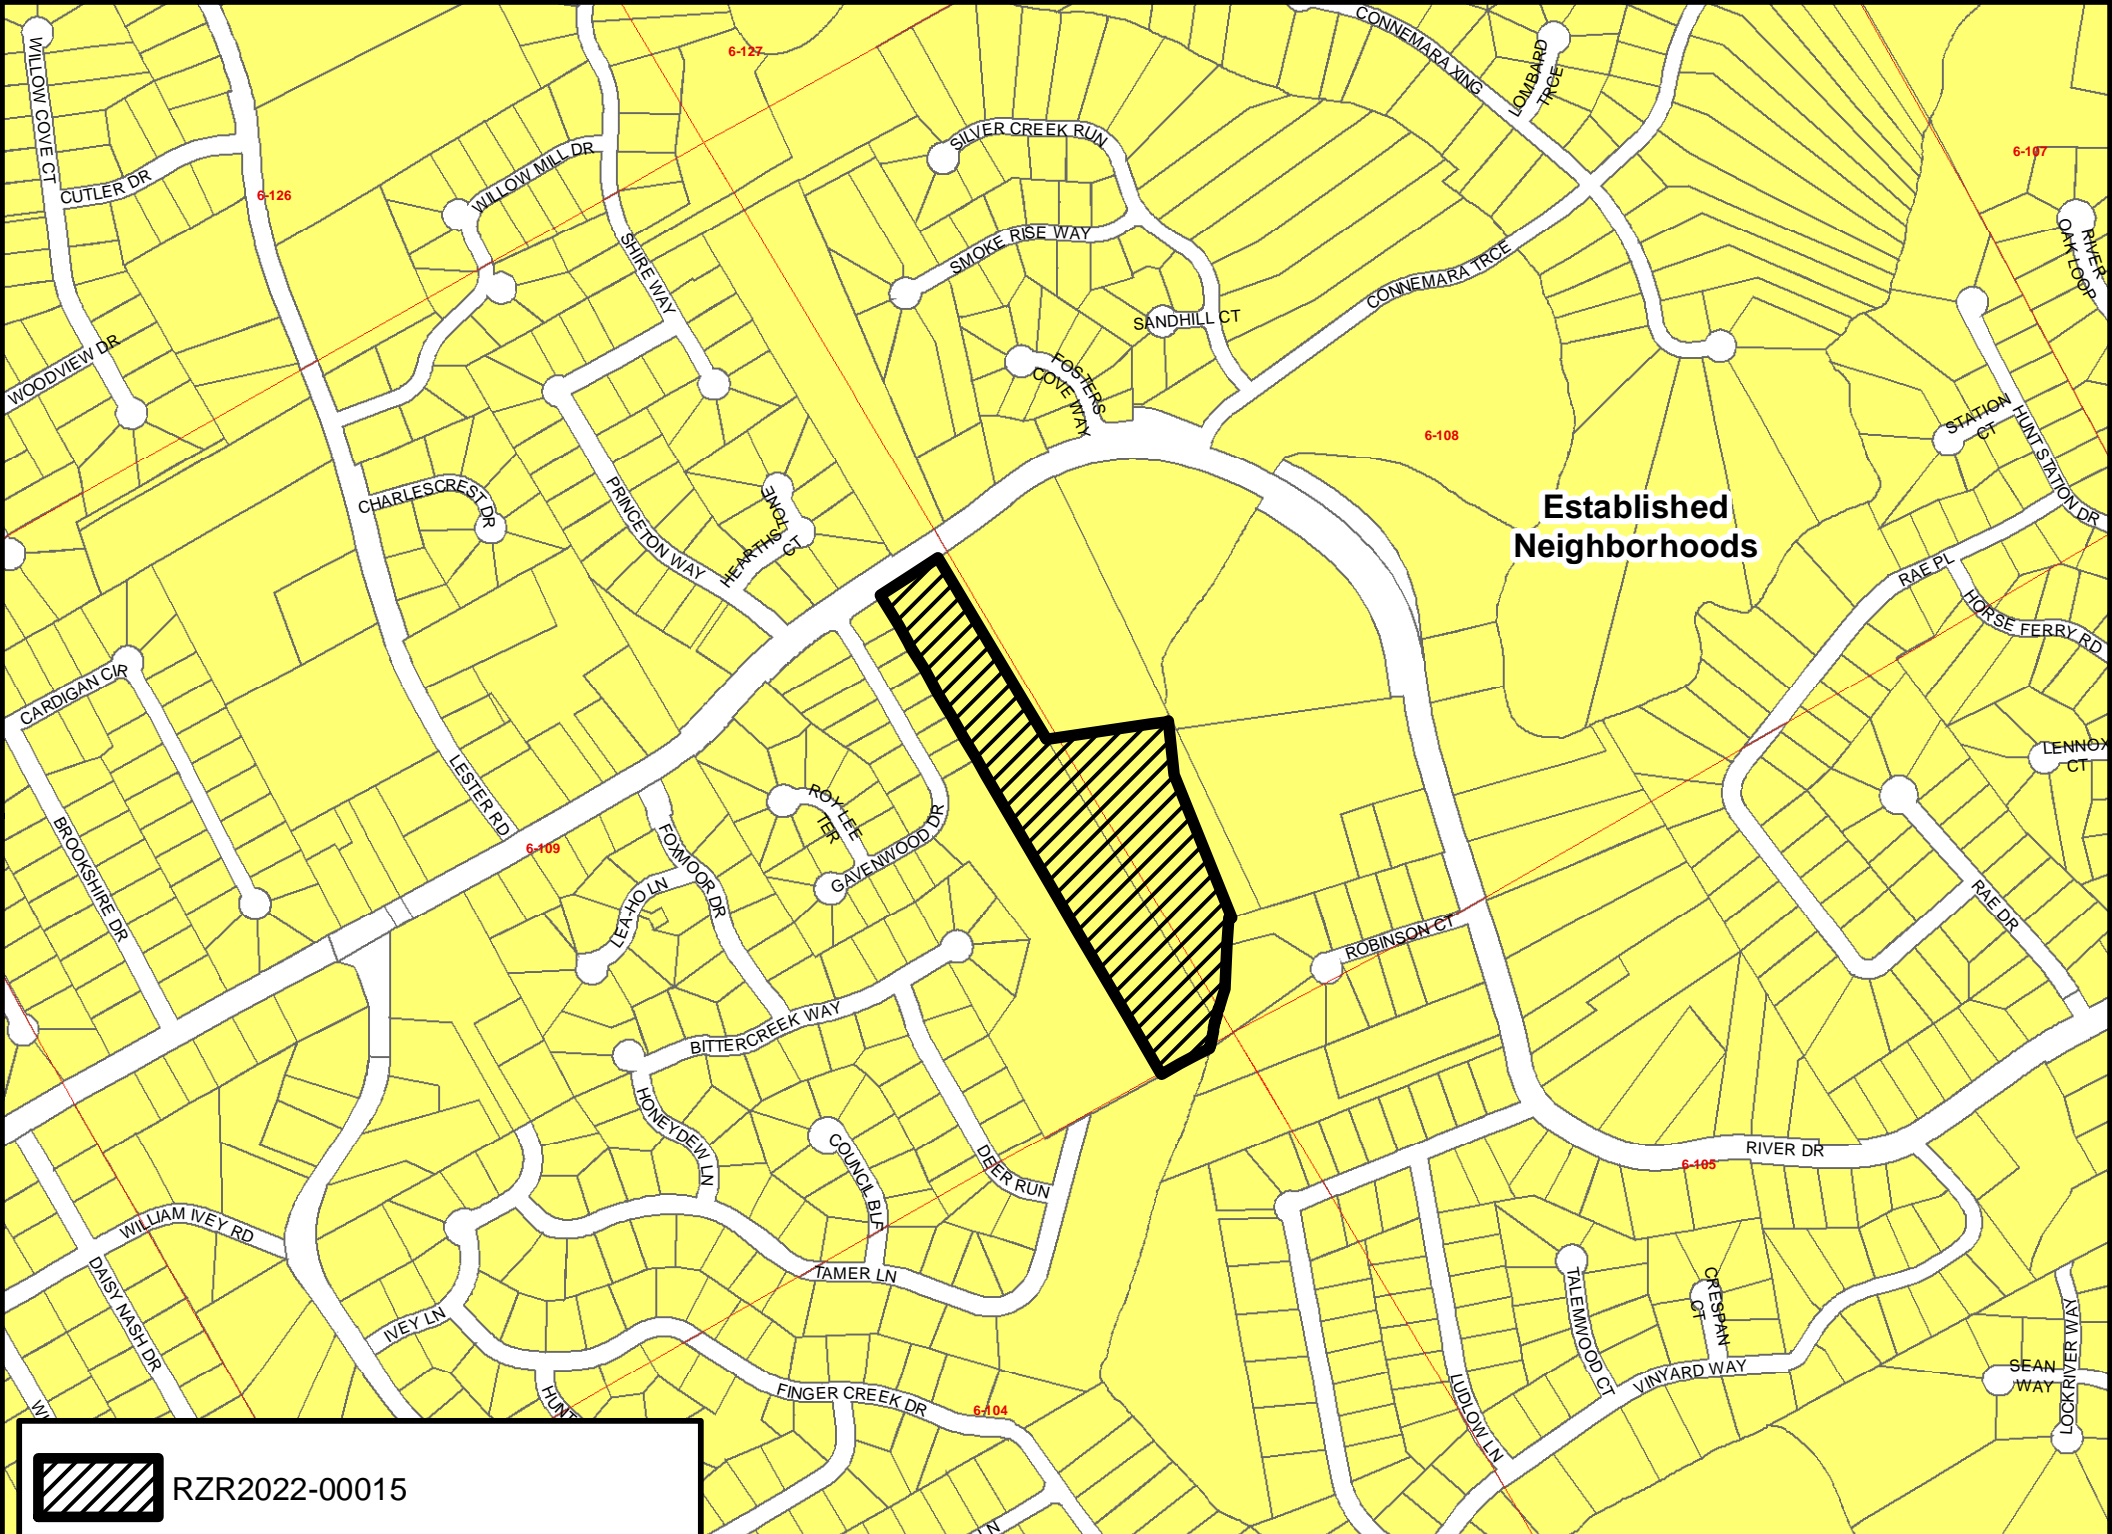 6-127
CONNEMARA XING
LOMBARD
TRCE
WILLOW COVE CT
SILVER CREEK RUN
6-107
WILLOW MILL DR
CUTLER DR
6-126
RIVER
OAK LOOP
SHIRE WAY
SMOKE RISE WAY
CONNEMARA TRCE
SANDHILL CT
WOODVIEW DR
FOSTERS
COVE WAY
STATION
CT
HUNT STATION DR
6-108
CHARLESCREST DR
PRINCETON WAY
HEARTHSTONE
CT
Established
Neighborhoods
RAE PL
HORSE FERRY RD
CARDIGAN CIR
LENNOX
CT
LESTER RD
ROY LEE
TER
GAVENWOOD DR
BROOKSHIRE DR
6-109
FOXMOOR DR
LEA-HO LN
RAE DR
ROBINSON CT
BITTERCREEK WAY
HONEYDEW LN
COUNCIL BLF
DEER RUN
RIVER DR
6-105
WILLIAM IVEY RD
DAISY NASH DR
TAMER LN
IVEY LN
TALEMWOOD CT
CRESPAN
CT
LOCKRIVER WAY
SEAN
WAY
VINYARD WAY
LUDLOW LN
FINGER CREEK DR
6-104
HUNT
WI
LN
RZR2022-00015